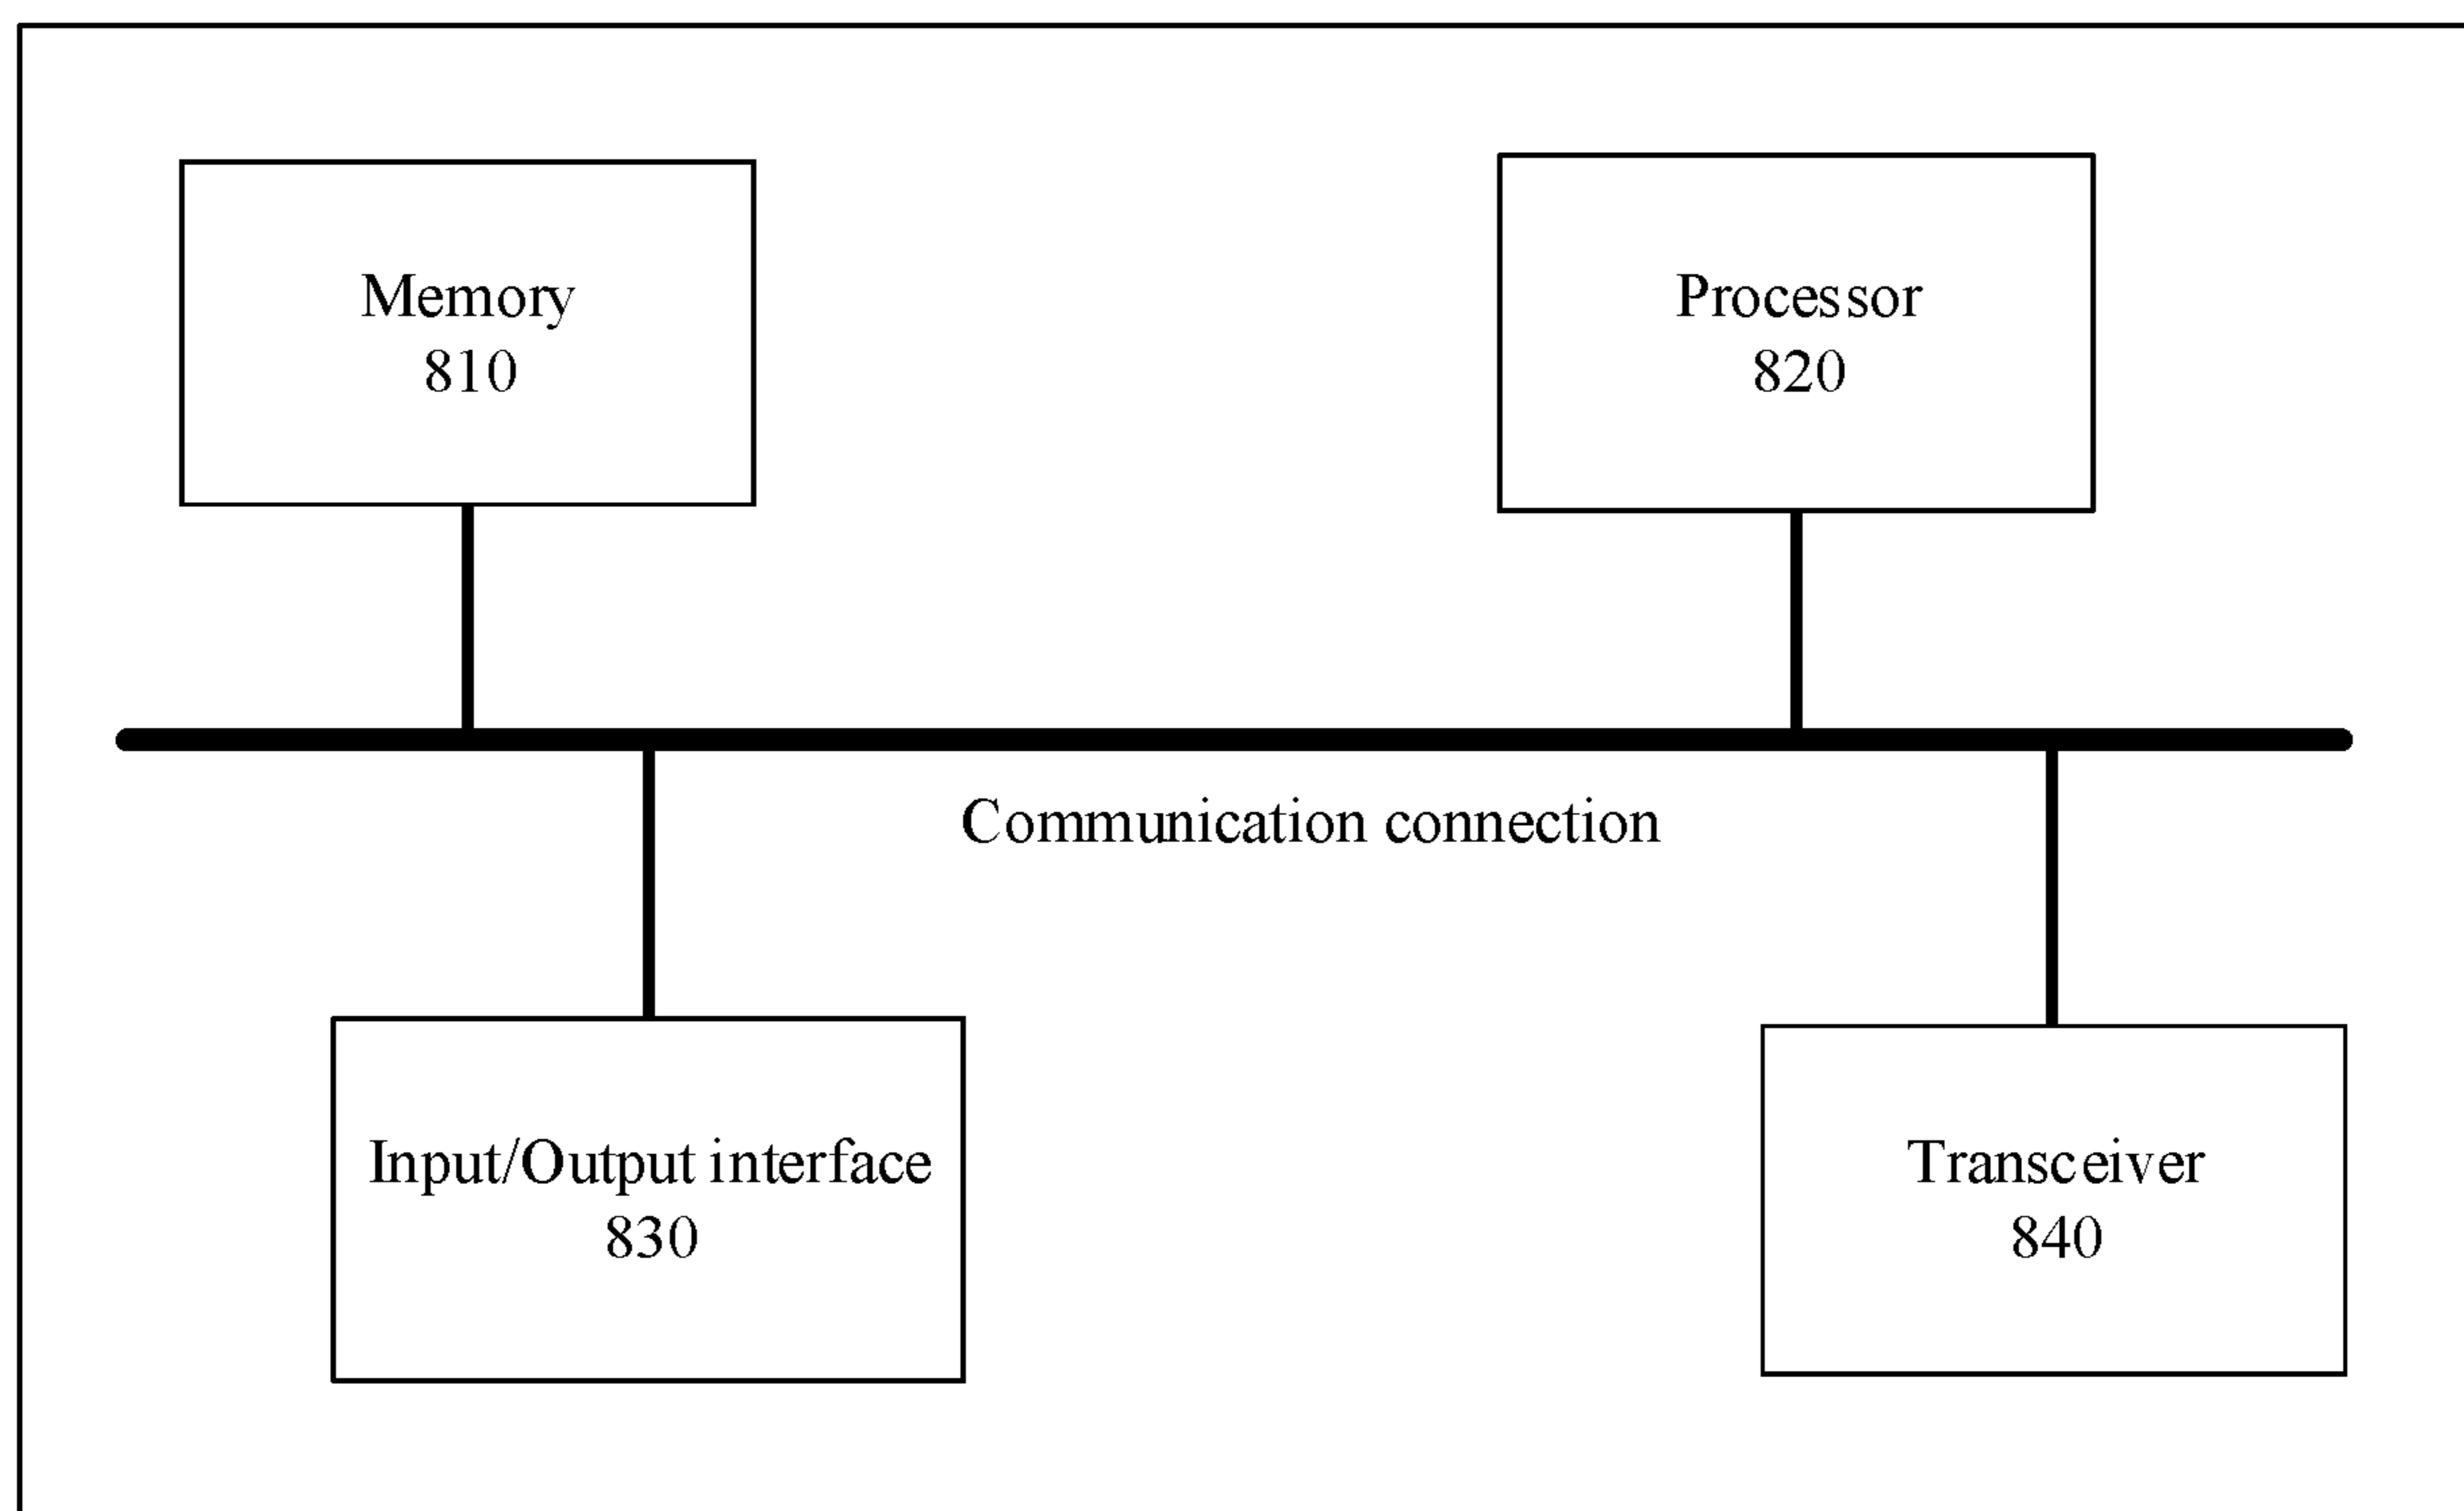 Memory
810
Processor
820
Communication connection
Input/Output interface
830
Transceiver
840